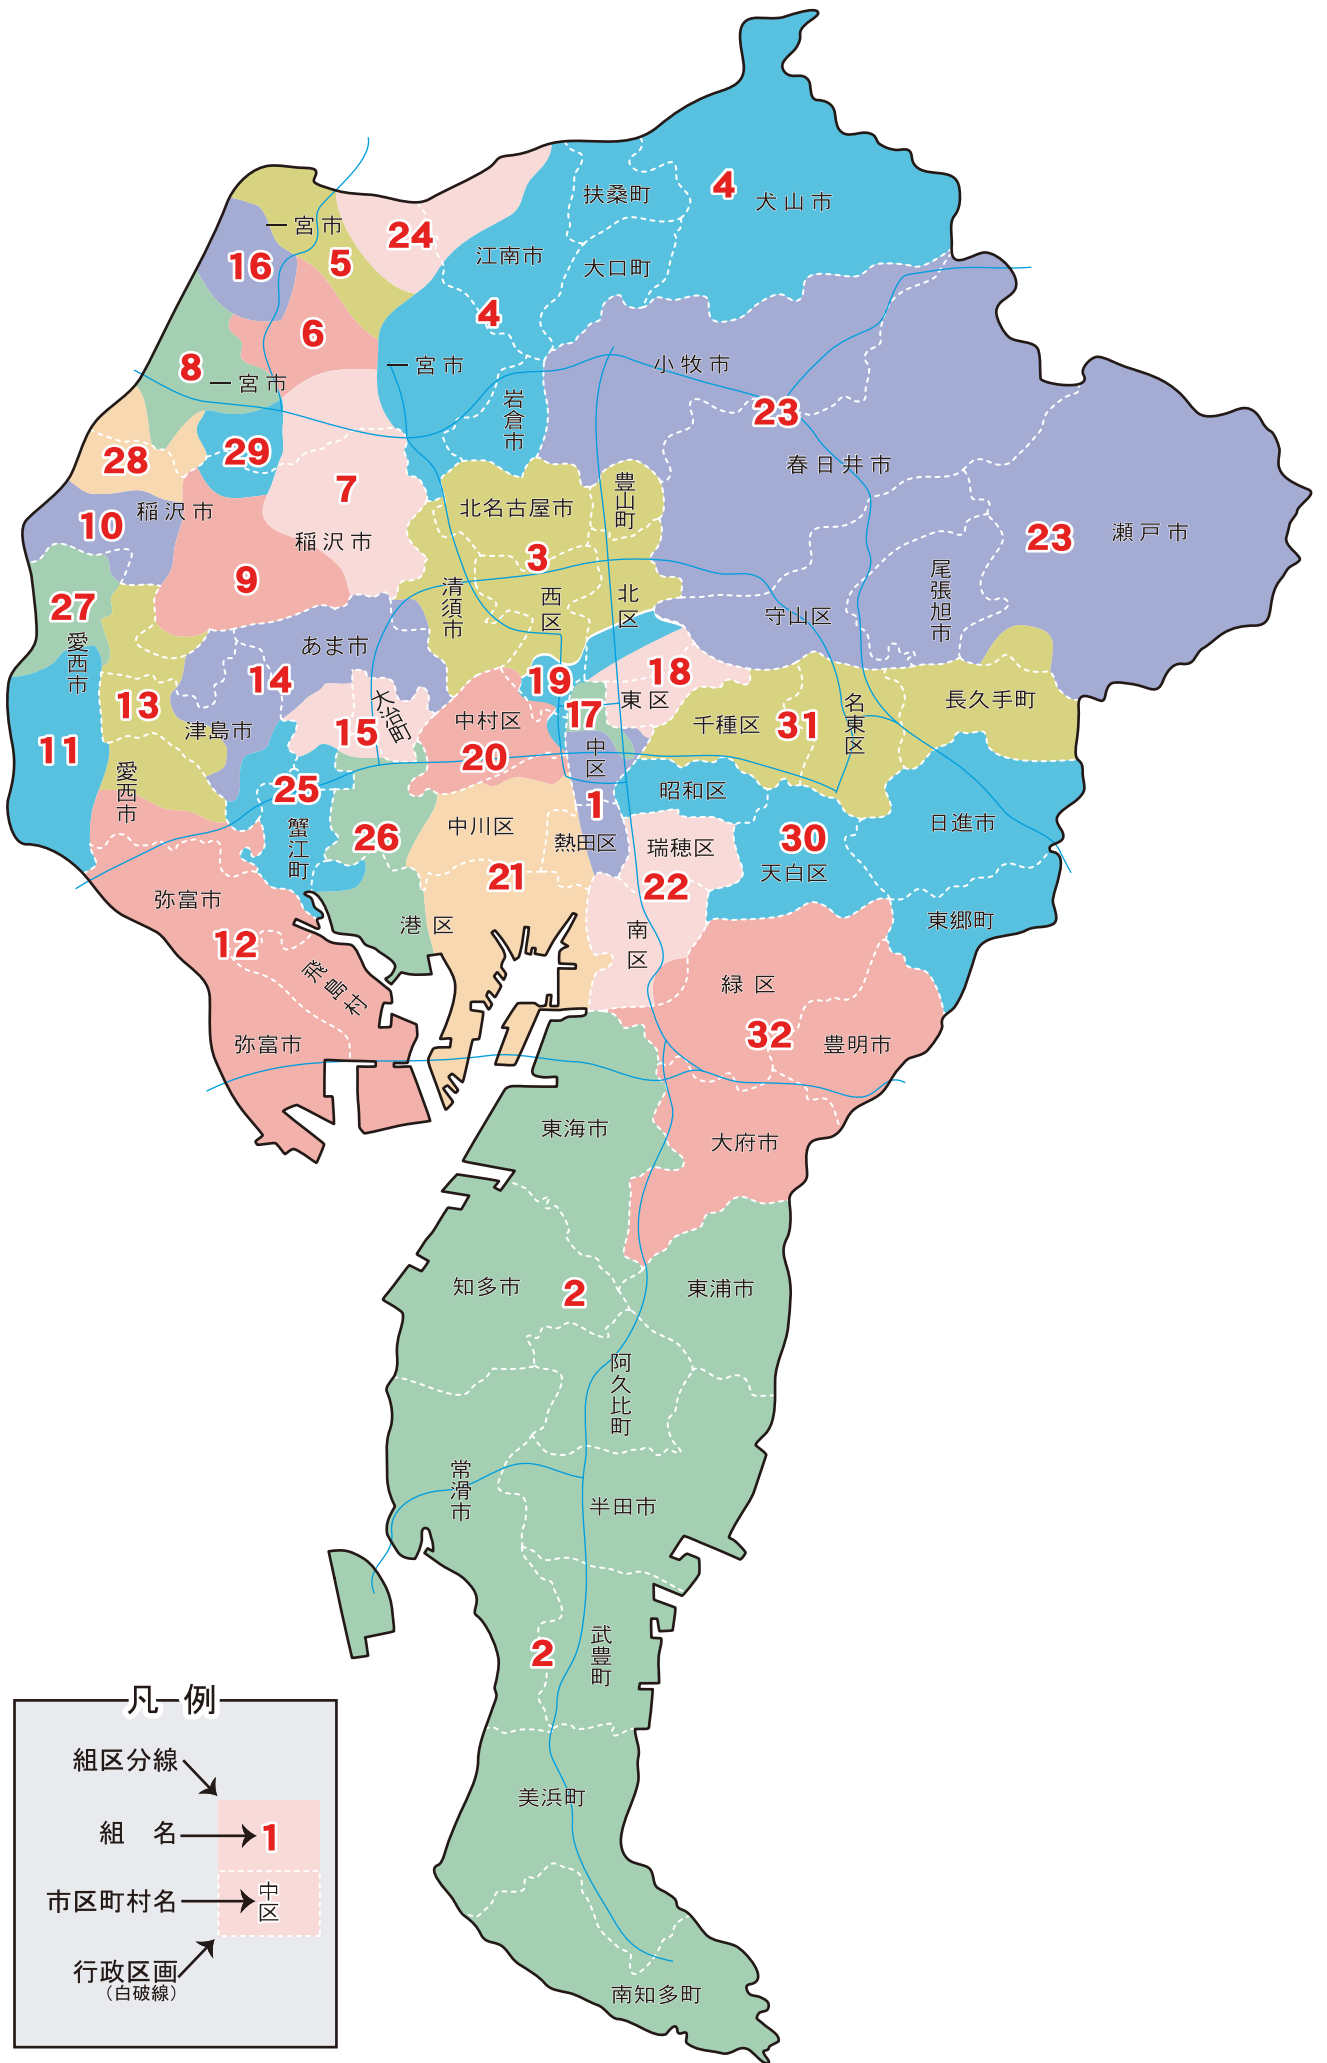 扶桑町
4
犬山市
一宮市
24
5
16
江南市
大口町
4
6
8
一宮市
一宮市
小牧市
23
岩倉市
28
29
7
春日井市
北名古屋市
豊山町
10
稲沢市
稲沢市
3
23
瀬戸市
9
清須市
西区
北区
尾張旭市
27
愛西市
あま市
守山区
14
19
18
東区
長久手町
13
津島市
15
大治町
中村区
17
千種区
31
名東区
11
20
中区
愛西市
25
昭和区
1
蟹江町
26
中川区
熱田区
瑞穂区
30
天白区
日進市
21
22
弥富市
港区
南区
東郷町
12
飛島村
緑区
弥富市
32
豊明市
東海市
大府市
知多市
2
東浦市
阿久比町
常滑市
半田市
2
武豊町
美浜町
南知多町
凡例
組区分線
組名
1
市区町村名
中区
行政区画
（白破線）